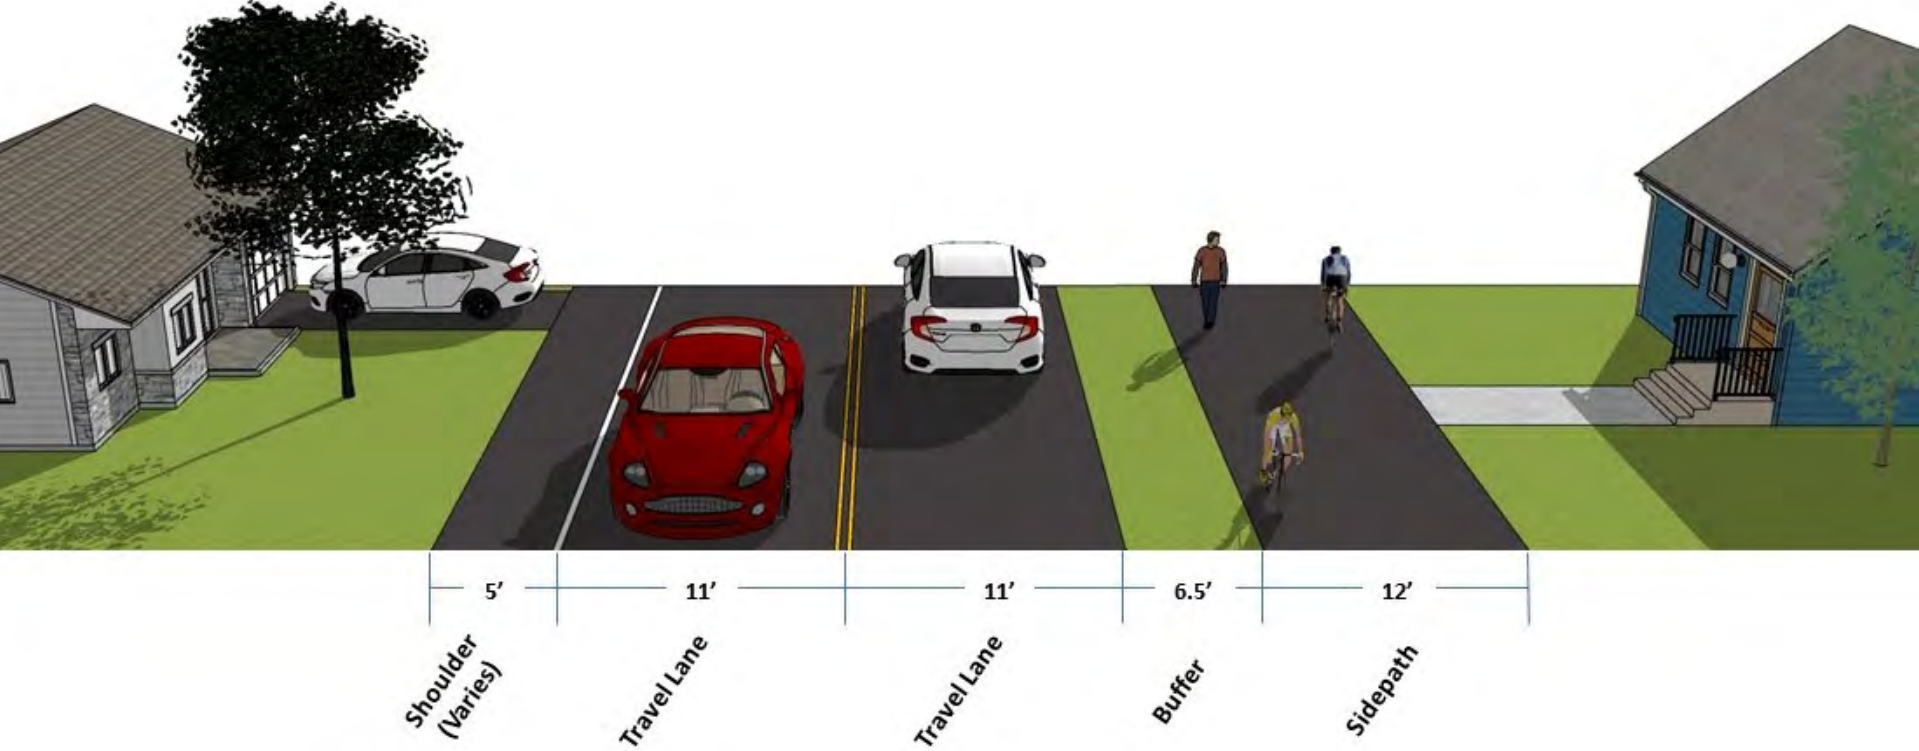 5’
11’
11’
6.5’
12’
Shoulder
(Varies)
Travel Lane
Travel Lane
Buffer
Sidepath